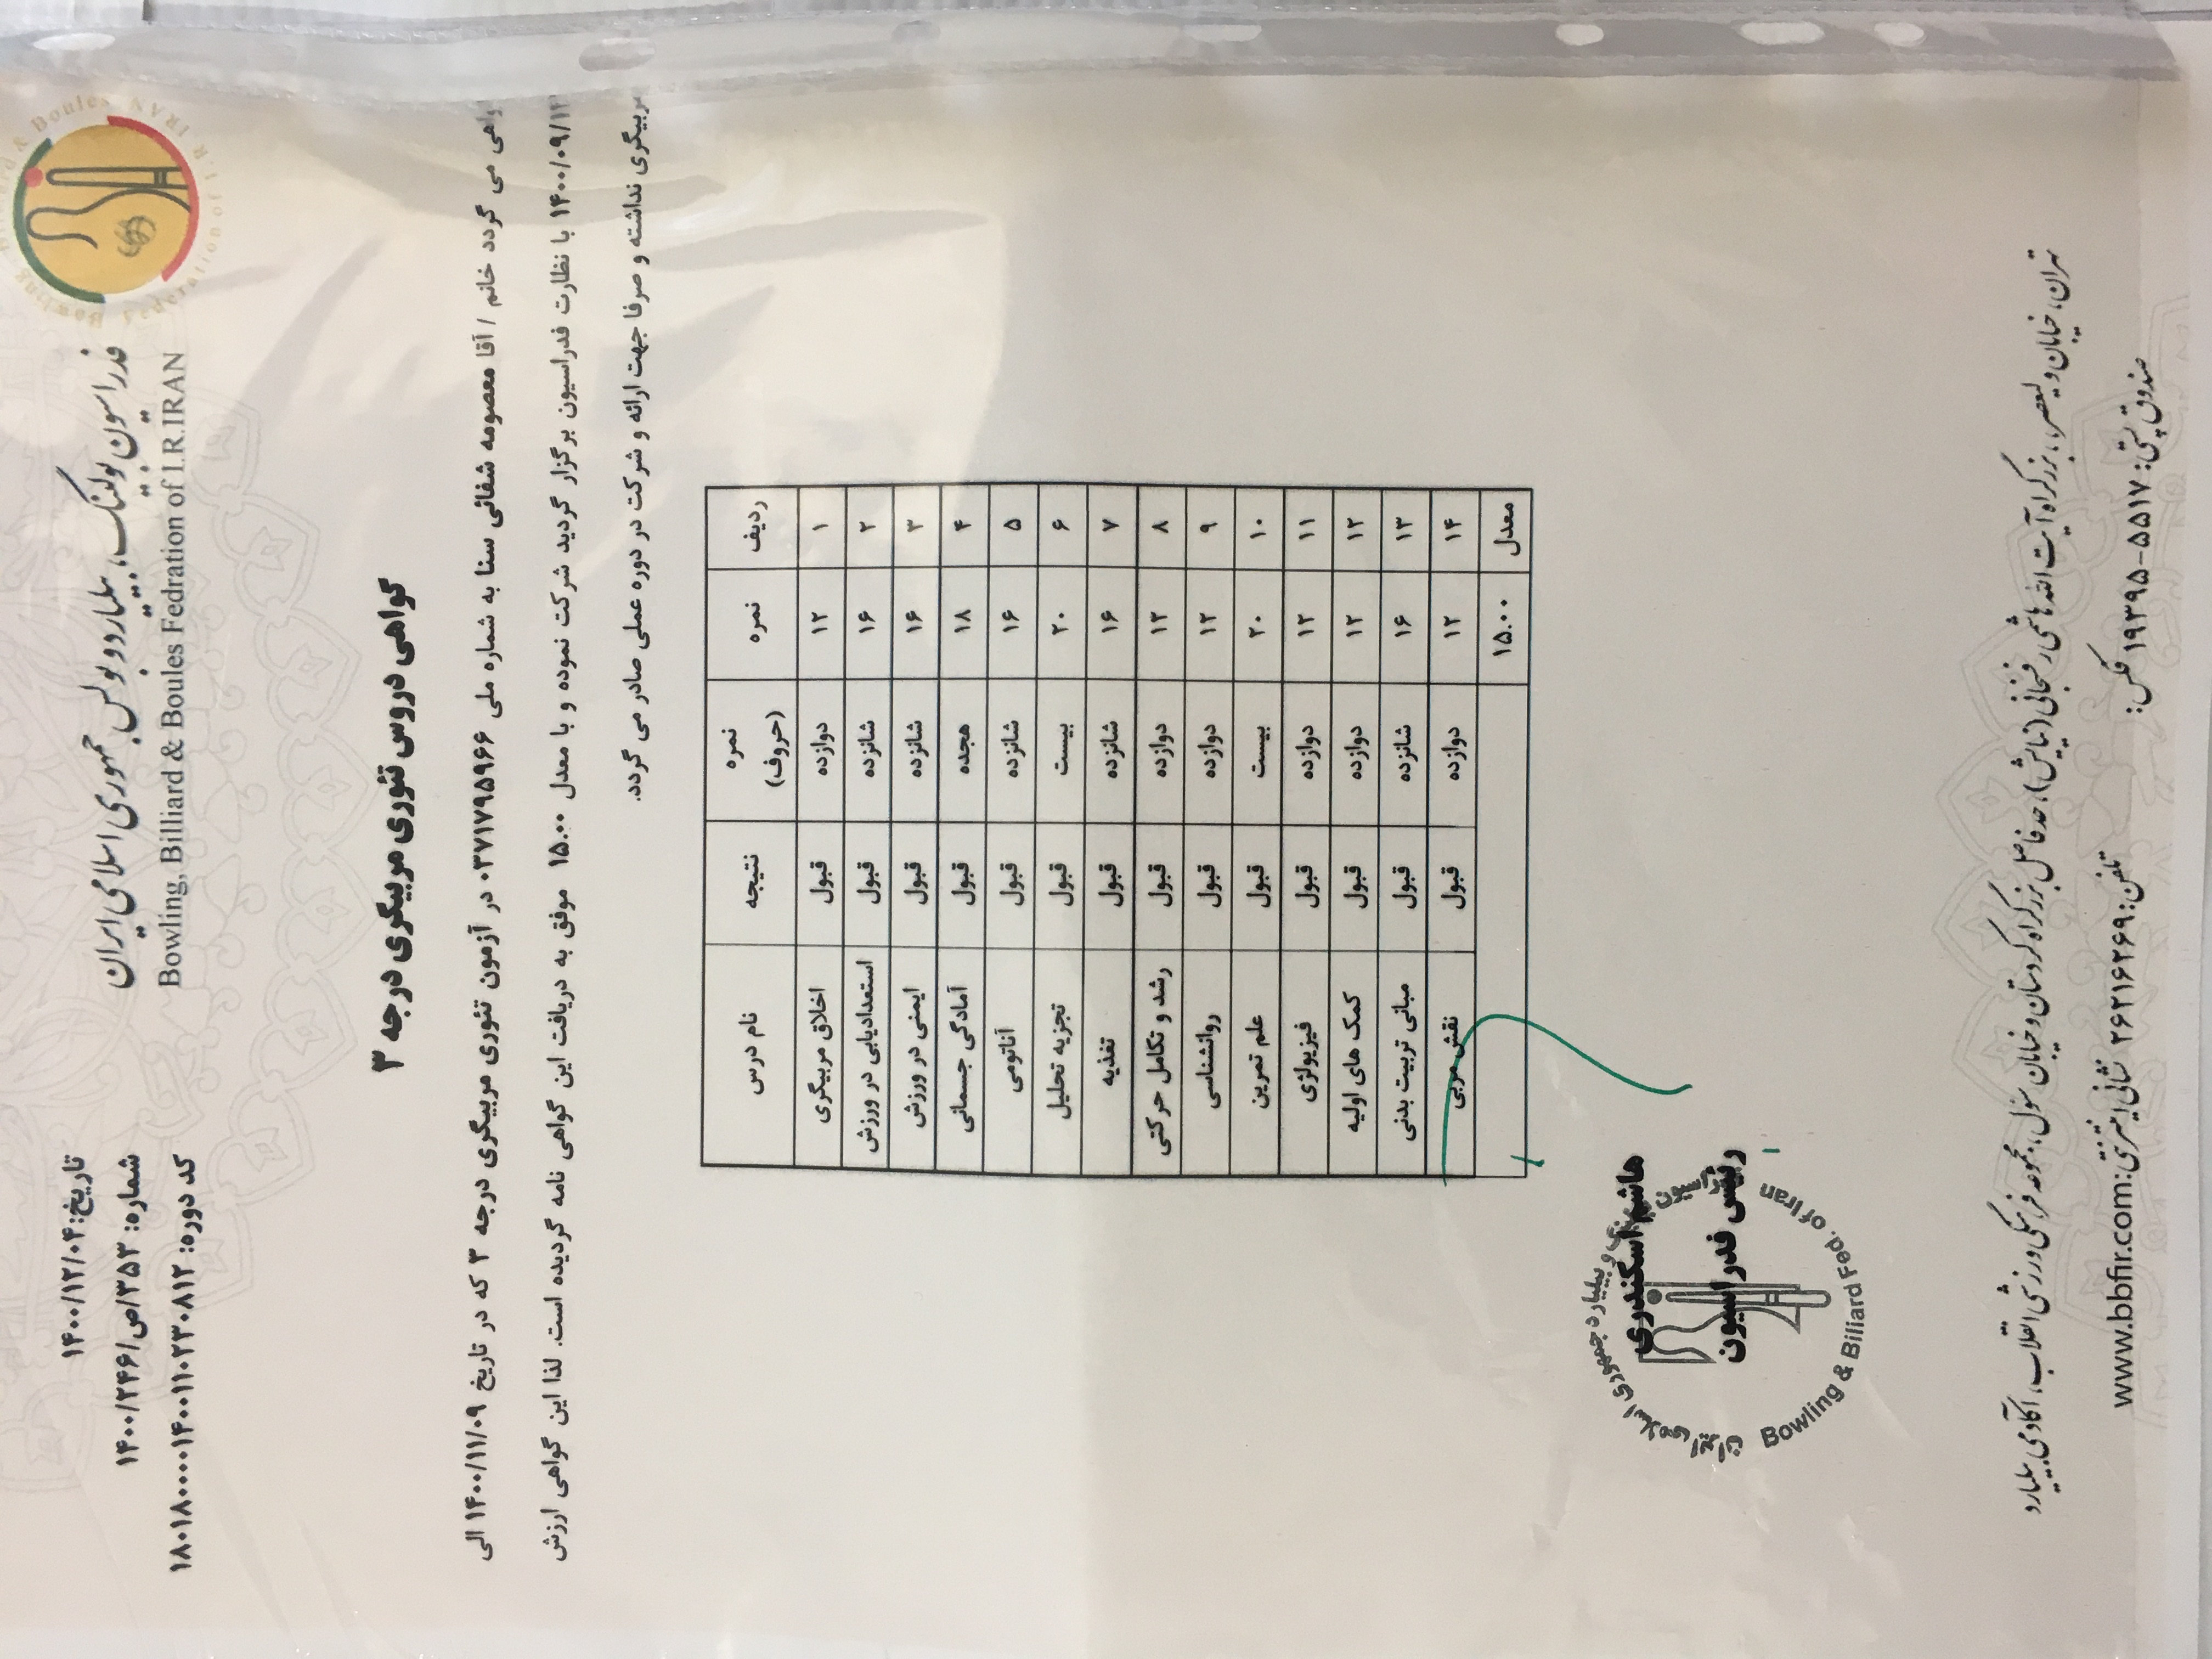 فدراسیون بولینگ، بیلیارد و بولس جمهوری اسلامی ایران
Bowling, Billiard & Boules Fedration of I.R.IRAN
تاریخ: ۱۴۰۰/۱۲/۰۴
شماره: ۳۵۳/ص/۱۴۰۰/۲۴۶
کد دوره: ۱۸۰۱۸۰۰۰۰۰۱۴۰۰۱۱۰۲۳۰۸۱۲
گواهی دروس تئوری مربیگری درجه ۳
گواهی می گردد خانم / آقا معصومه شفائی سنا به شماره ملی ۰۳۷۱۷۹۵۹۶۶ در آزمون تئوری مربیگری درجه ۳ که در تاریخ ۱۴۰۰/۱۱/۰۹ الی
۱۴۰۰/۰۹/ با نظارت فدراسیون برگزار گردید شرکت نموده و با معدل ۱۵.۰۰ موفق به دریافت این گواهی نامه گردیده است. لذا این گواهی ارزش
مربیگری نداشته و صرفا جهت ارائه و شرکت در دوره عملی صادر می گردد.
ردیف نمره نمره (حروف) نتیجه نام درس
۱ ۱۲ دوازده قبول اخلاق مربیگری
۲ ۱۶ شانزده قبول استعدادیابی در ورزش
۳ ۱۶ شانزده قبول ایمنی در ورزش
۴ ۱۸ هجده قبول آمادگی جسمانی
۵ ۱۶ شانزده قبول آناتومی
۶ ۲۰ بیست قبول تجزیه تحلیل
۷ ۱۶ شانزده قبول تغذیه
۸ ۱۲ دوازده قبول رشد و تکامل حرکتی
۹ ۱۲ دوازده قبول روانشناسی
۱۰ ۲۰ بیست قبول علم تمرین
۱۱ ۱۲ دوازده قبول فیزیولژی
۱۲ ۱۲ دوازده قبول کمک های اولیه
۱۳ ۱۶ شانزده قبول مبانی تربیت بدنی
۱۴ ۱۲ دوازده قبول نقش مربی
معدل ۱۵.۰۰
هاشم اسکندری
رئیس فدراسیون
Bowling & Billiard Fed. of Iran
تهران، خیابان ولیعصر، بزرگراه آیت الله هاشمی رفسنجانی (نیایش)، حد فاصل بزرگراه کردستان و خیابان سئول، مجموعه فرهنگی ورزشی انقلاب، آکادمی بیلیارد
صندوق پستی: ۵۵۱۷-۱۹۳۹۵ فکس: تلفن: ۲۶۲۱۶۲۶۹ نشانی اینترنتی: www.bbfir.com